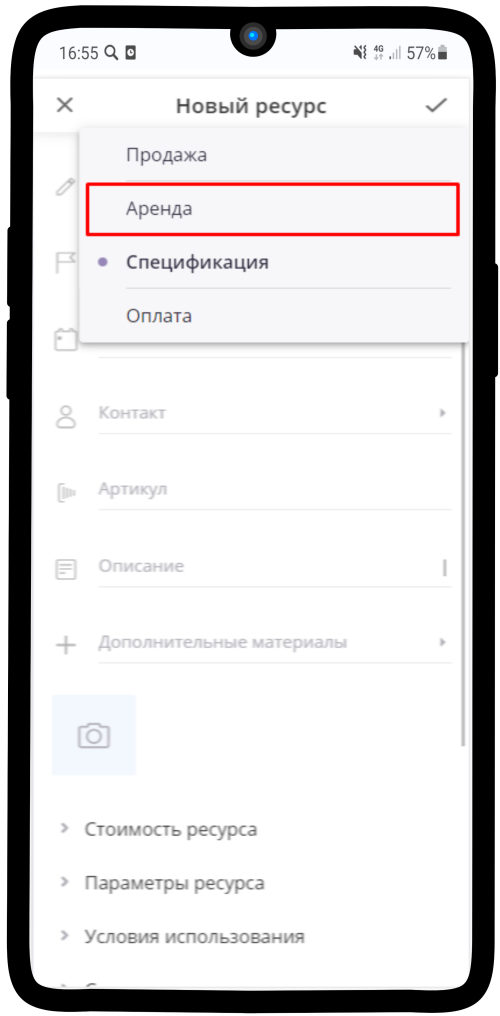 16:55
4G
57%
Новый ресурс
Продажа
Аренда
Спецификация
Оплата
Контакт
Артикул
Описание
Дополнительные материалы
Стоимость ресурса
Параметры ресурса
Условия использования